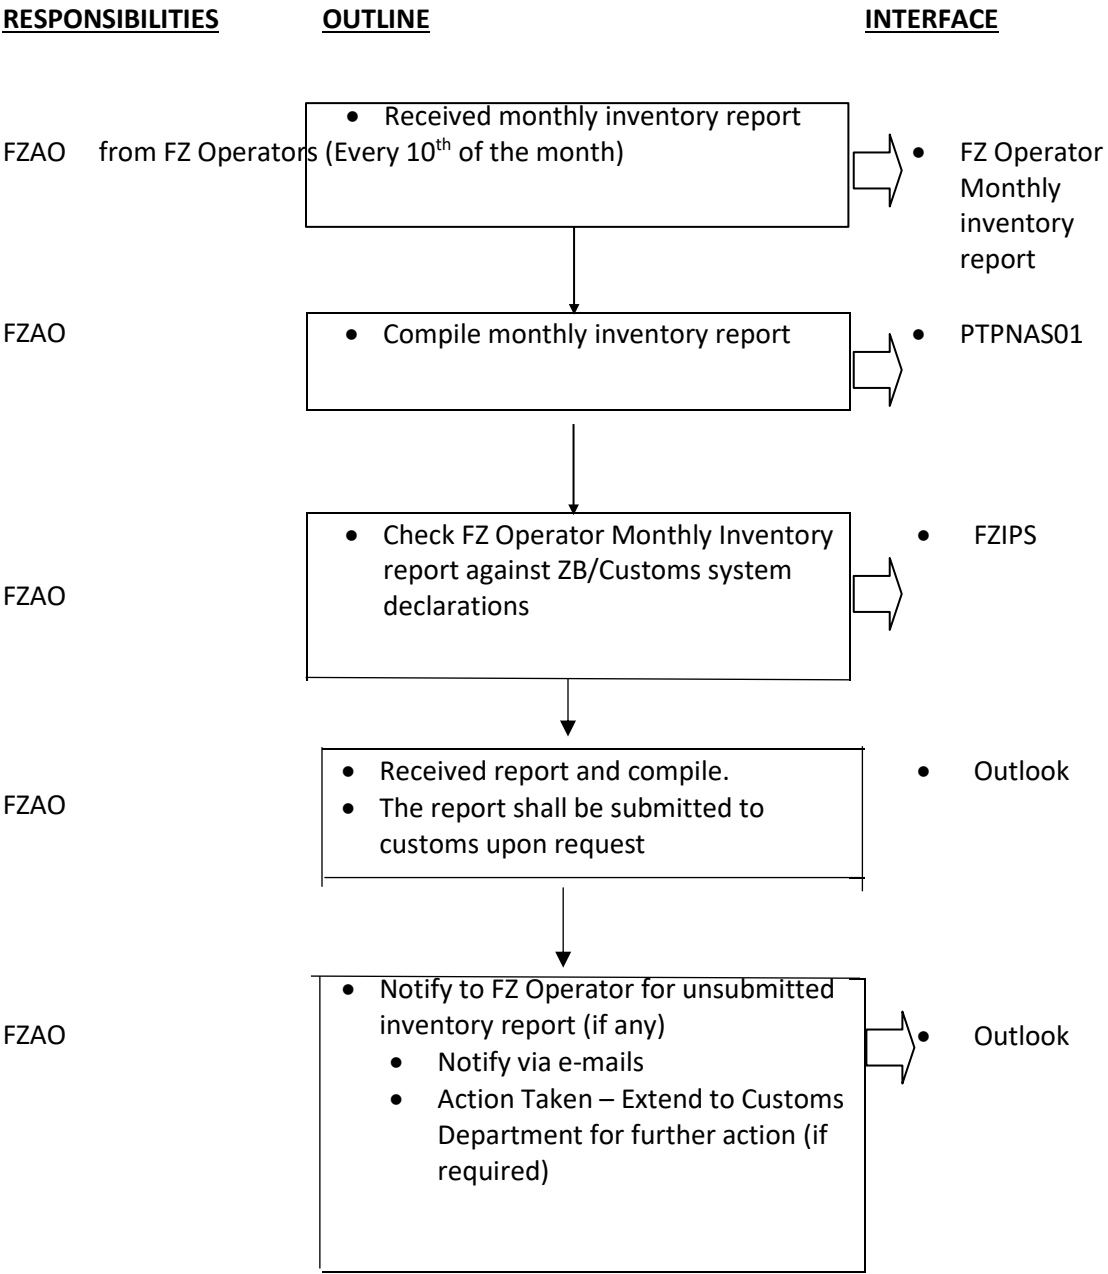 RESPONSIBILITIES OUTLINE INTERFACE
• Received monthly inventory report
FZAO from FZ Operators (Every 10th of the month)
• FZ Operator
Monthly
inventory
report
FZAO
• Compile monthly inventory report
• PTPNAS01
• Check FZ Operator Monthly Inventory
report against ZB/Customs system
declarations
• FZIPS
FZAO
• Received report and compile.
• The report shall be submitted to
customs upon request
• Outlook
FZAO
• Notify to FZ Operator for unsubmitted
inventory report (if any)
• Notify via e-mails
• Action Taken – Extend to Customs
Department for further action (if
required)
FZAO
• Outlook